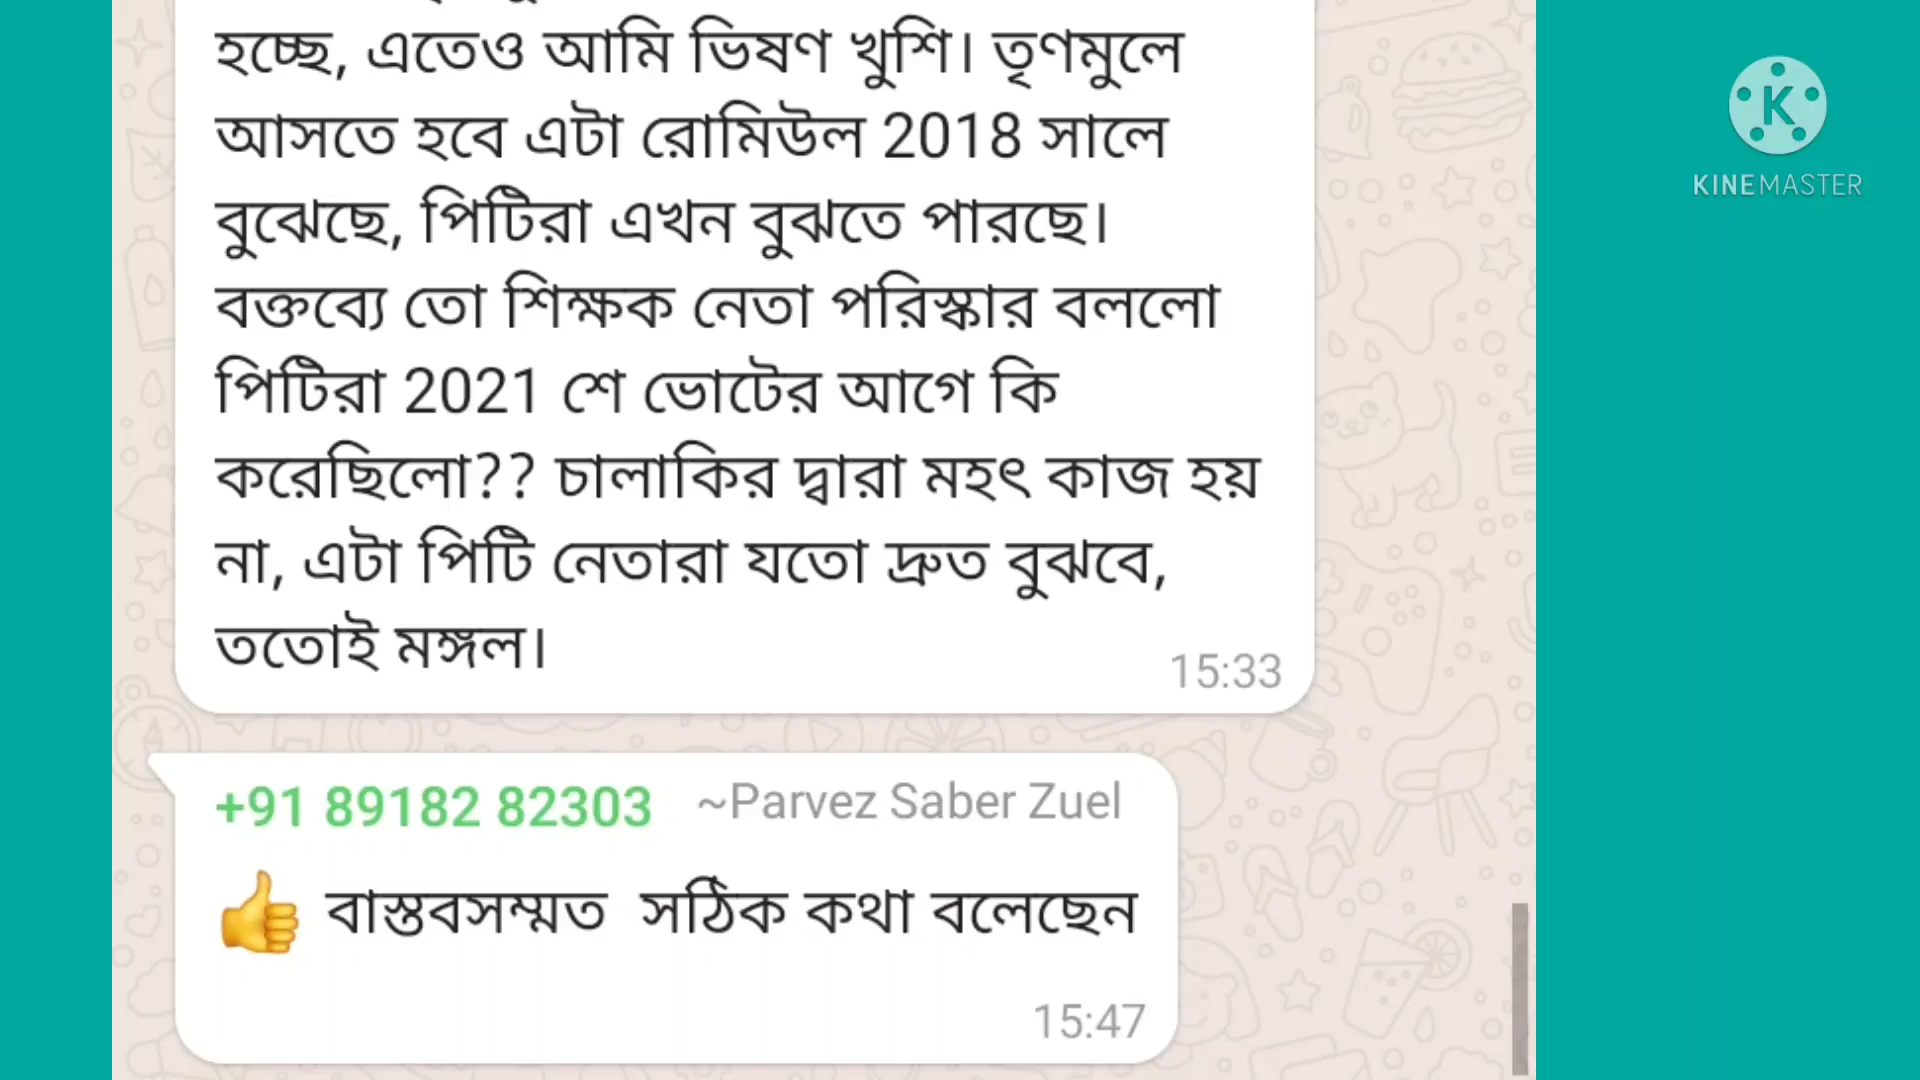 হচ্ছে, এতেও আমি ভিষণ খুশি। তৃণমুলে
আসতে হবে এটা রোমিউল 2018 সালে
বুঝেছে, পিটিরা এখন বুঝতে পারছে।
বক্তব্যে তো শিক্ষক নেতা পরিস্কার বললো
পিটিরা 2021 শে ভোটের আগে কি
করেছিলো?? চালাকির দ্বারা মহৎ কাজ হয়
না, এটা পিটি নেতারা যতো দ্রুত বুঝবে,
ততোই মঙ্গল।
15:33
+91 89182 82303 ~Parvez Saber Zuel
👍 বাস্তবসম্মত সঠিক কথা বলেছেন
15:47
K
KINEMASTER